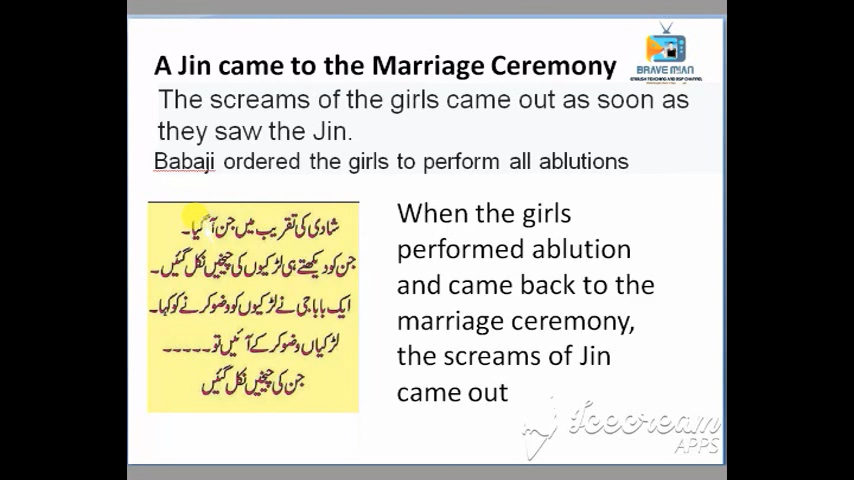 A Jin came to the Marriage Ceremony
BRAVE MIAN
The screams of the girls came out as soon as
they saw the Jin.
Babaji ordered the girls to perform all ablutions
شادی کی تقریب میں جن آ گیا۔
جن کو دیکھتے ہی لڑکیوں کی چیخیں نکل گئیں۔
ایک بابا جی نے لڑکیوں کو وضو کرنے کو کہا۔
لڑکیاں وضو کر کے آئیں تو۔۔۔۔۔
جن کی چیخیں نکل گئیں
When the girls
performed ablution
and came back to the
marriage ceremony,
the screams of Jin
came out
Icecream
APPS